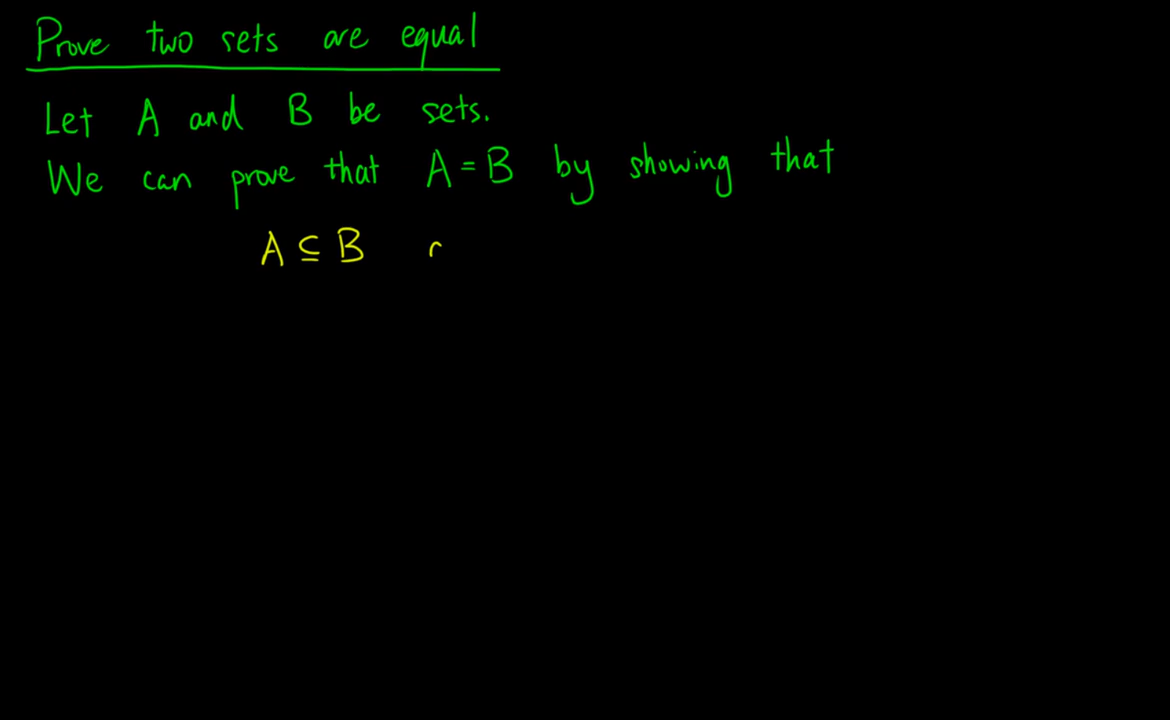 Prove two sets are equal
Let A and B be sets.
We can prove that A = B by showing that
A ⊆ B